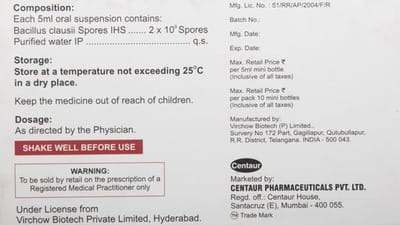 Composition:
Each 5ml oral suspension contains:
Bacillus clausii Spores IHS ....... 2 x 10⁹ Spores
Purified water IP ........................................ q.s.
Storage:
Store at a temperature not exceeding 25°C
in a dry place.
Keep the medicine out of reach of children.
Dosage:
As directed by the Physician.
SHAKE WELL BEFORE USE
WARNING:
To be sold by retail on the prescription of a
Registered Medical Practitioner only
Under License from
Virchow Biotech Private Limited, Hyderabad.
Mfg. Lic. No. : 51/RR/AP/2004/F/R
Batch No.:
Mfg. Date:
Exp. Date:
Max. Retail Price ₹
per 5ml mini bottle
(Inclusive of all taxes)
Max. Retail Price ₹
per pack 10 mini bottles
(Inclusive of all taxes)
Manufactured by:
Virchow Biotech (P) Limited.,
Survery No 172 Part, Gagillapur, Qutubullapur,
R.R. District, Telangana. INDIA - 500 043.
Centaur
Marketed by:
CENTAUR PHARMACEUTICALS PVT. LTD.
Regd. off.: Centaur House,
Santacruz (E), Mumbai - 400 055.
TM Trade Mark